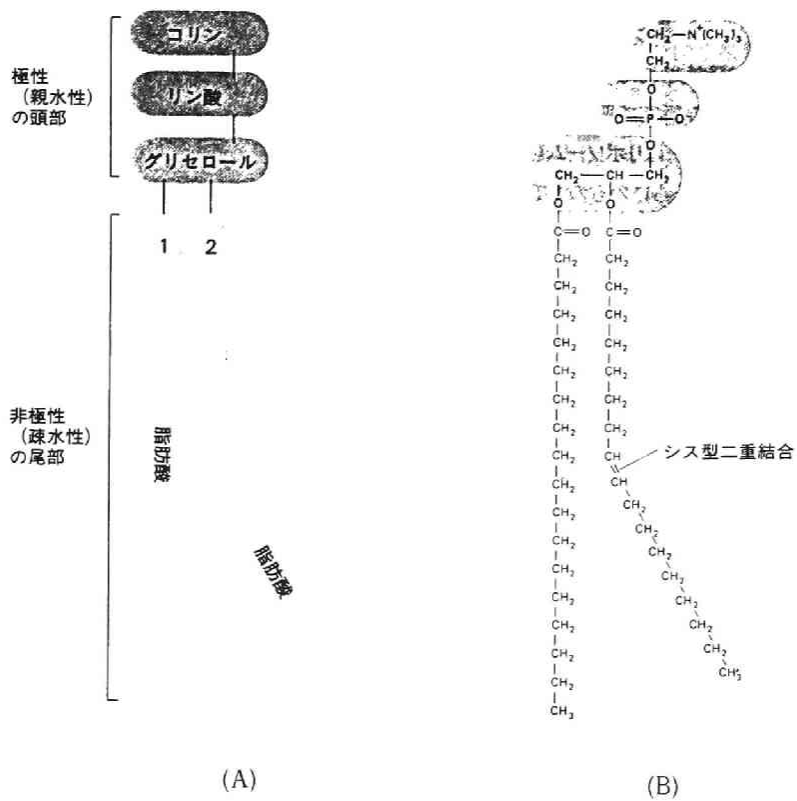 極性
(親水性)
の頭部
コリン
リン酸
グリセロール
1 2
非極性
(疎水性)
の尾部
脂肪酸
脂肪酸
(A)
CH₂—N⁺(CH₃)₃
CH₂
O
O=P—O
O
CH₂—CH—CH₂
O O
C=O C=O
CH₂ CH₂
CH₂ CH₂
CH₂ CH₂
CH₂ CH₂
CH₂ CH₂
CH₂ CH₂
CH₂ CH₂
CH₂ CH
シス型二重結合
CH₂ CH
CH₂ CH₂
CH₂ CH₂
CH₂ CH₂
CH₂ CH₂
CH₂ CH₂
CH₂ CH₂
CH₂ CH₂
CH₂ CH₃
CH₃
(B)